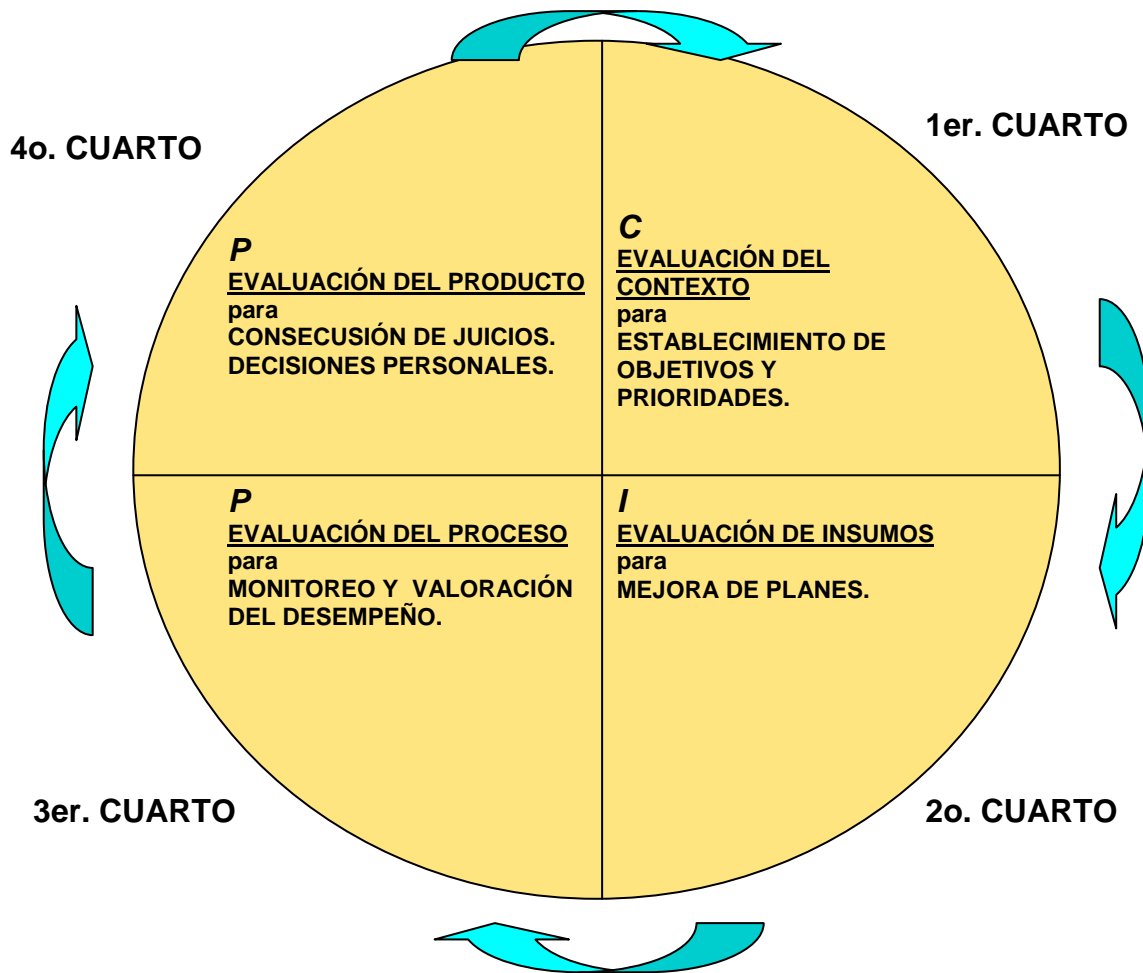 4o. CUARTO
1er. CUARTO
P
EVALUACIÓN DEL PRODUCTO
para
CONSECUSIÓN DE JUICIOS.
DECISIONES PERSONALES.
C
EVALUACIÓN DEL
CONTEXTO
para
ESTABLECIMIENTO DE
OBJETIVOS Y
PRIORIDADES.
P
EVALUACIÓN DEL PROCESO
para
MONITOREO Y VALORACIÓN
DEL DESEMPEÑO.
I
EVALUACIÓN DE INSUMOS
para
MEJORA DE PLANES.
3er. CUARTO
2o. CUARTO